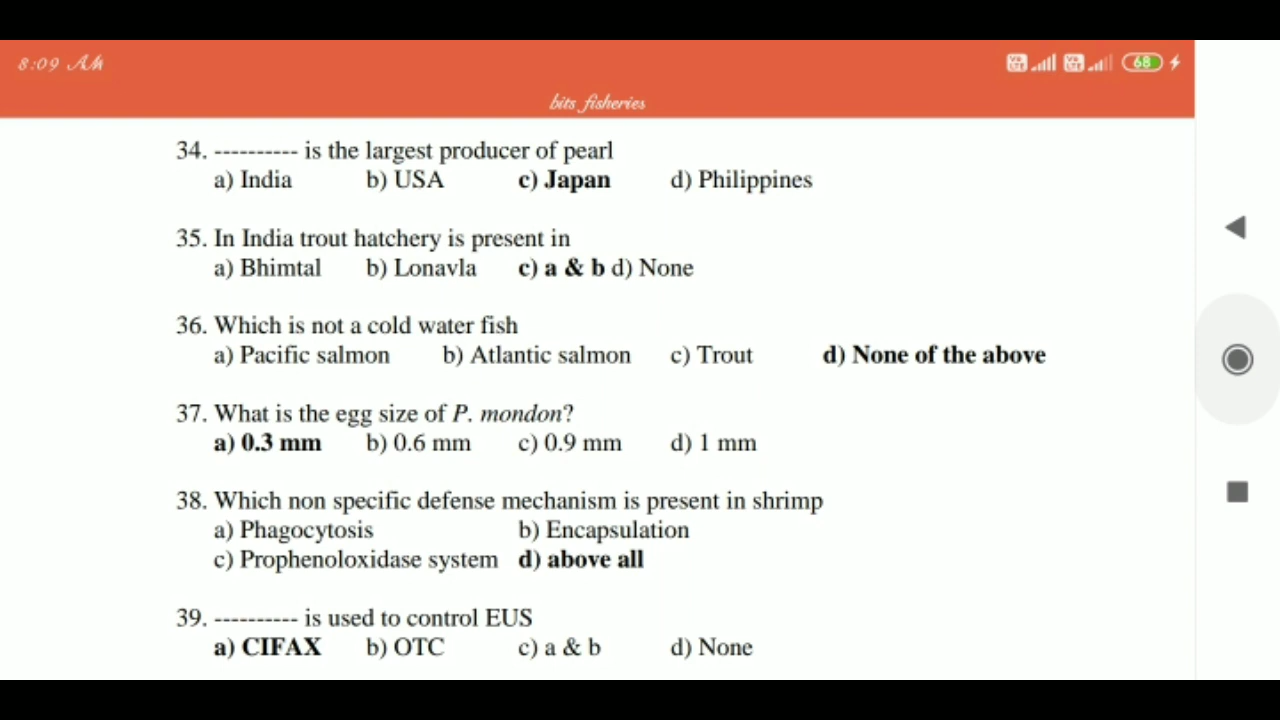 8:09 AM
68
bits_fisheries
34. ---------- is the largest producer of pearl
a) India b) USA c) Japan d) Philippines
35. In India trout hatchery is present in
a) Bhimtal b) Lonavla c) a & b d) None
36. Which is not a cold water fish
a) Pacific salmon b) Atlantic salmon c) Trout d) None of the above
37. What is the egg size of P. mondon?
a) 0.3 mm b) 0.6 mm c) 0.9 mm d) 1 mm
38. Which non specific defense mechanism is present in shrimp
a) Phagocytosis b) Encapsulation
c) Prophenoloxidase system d) above all
39. ---------- is used to control EUS
a) CIFAX b) OTC c) a & b d) None